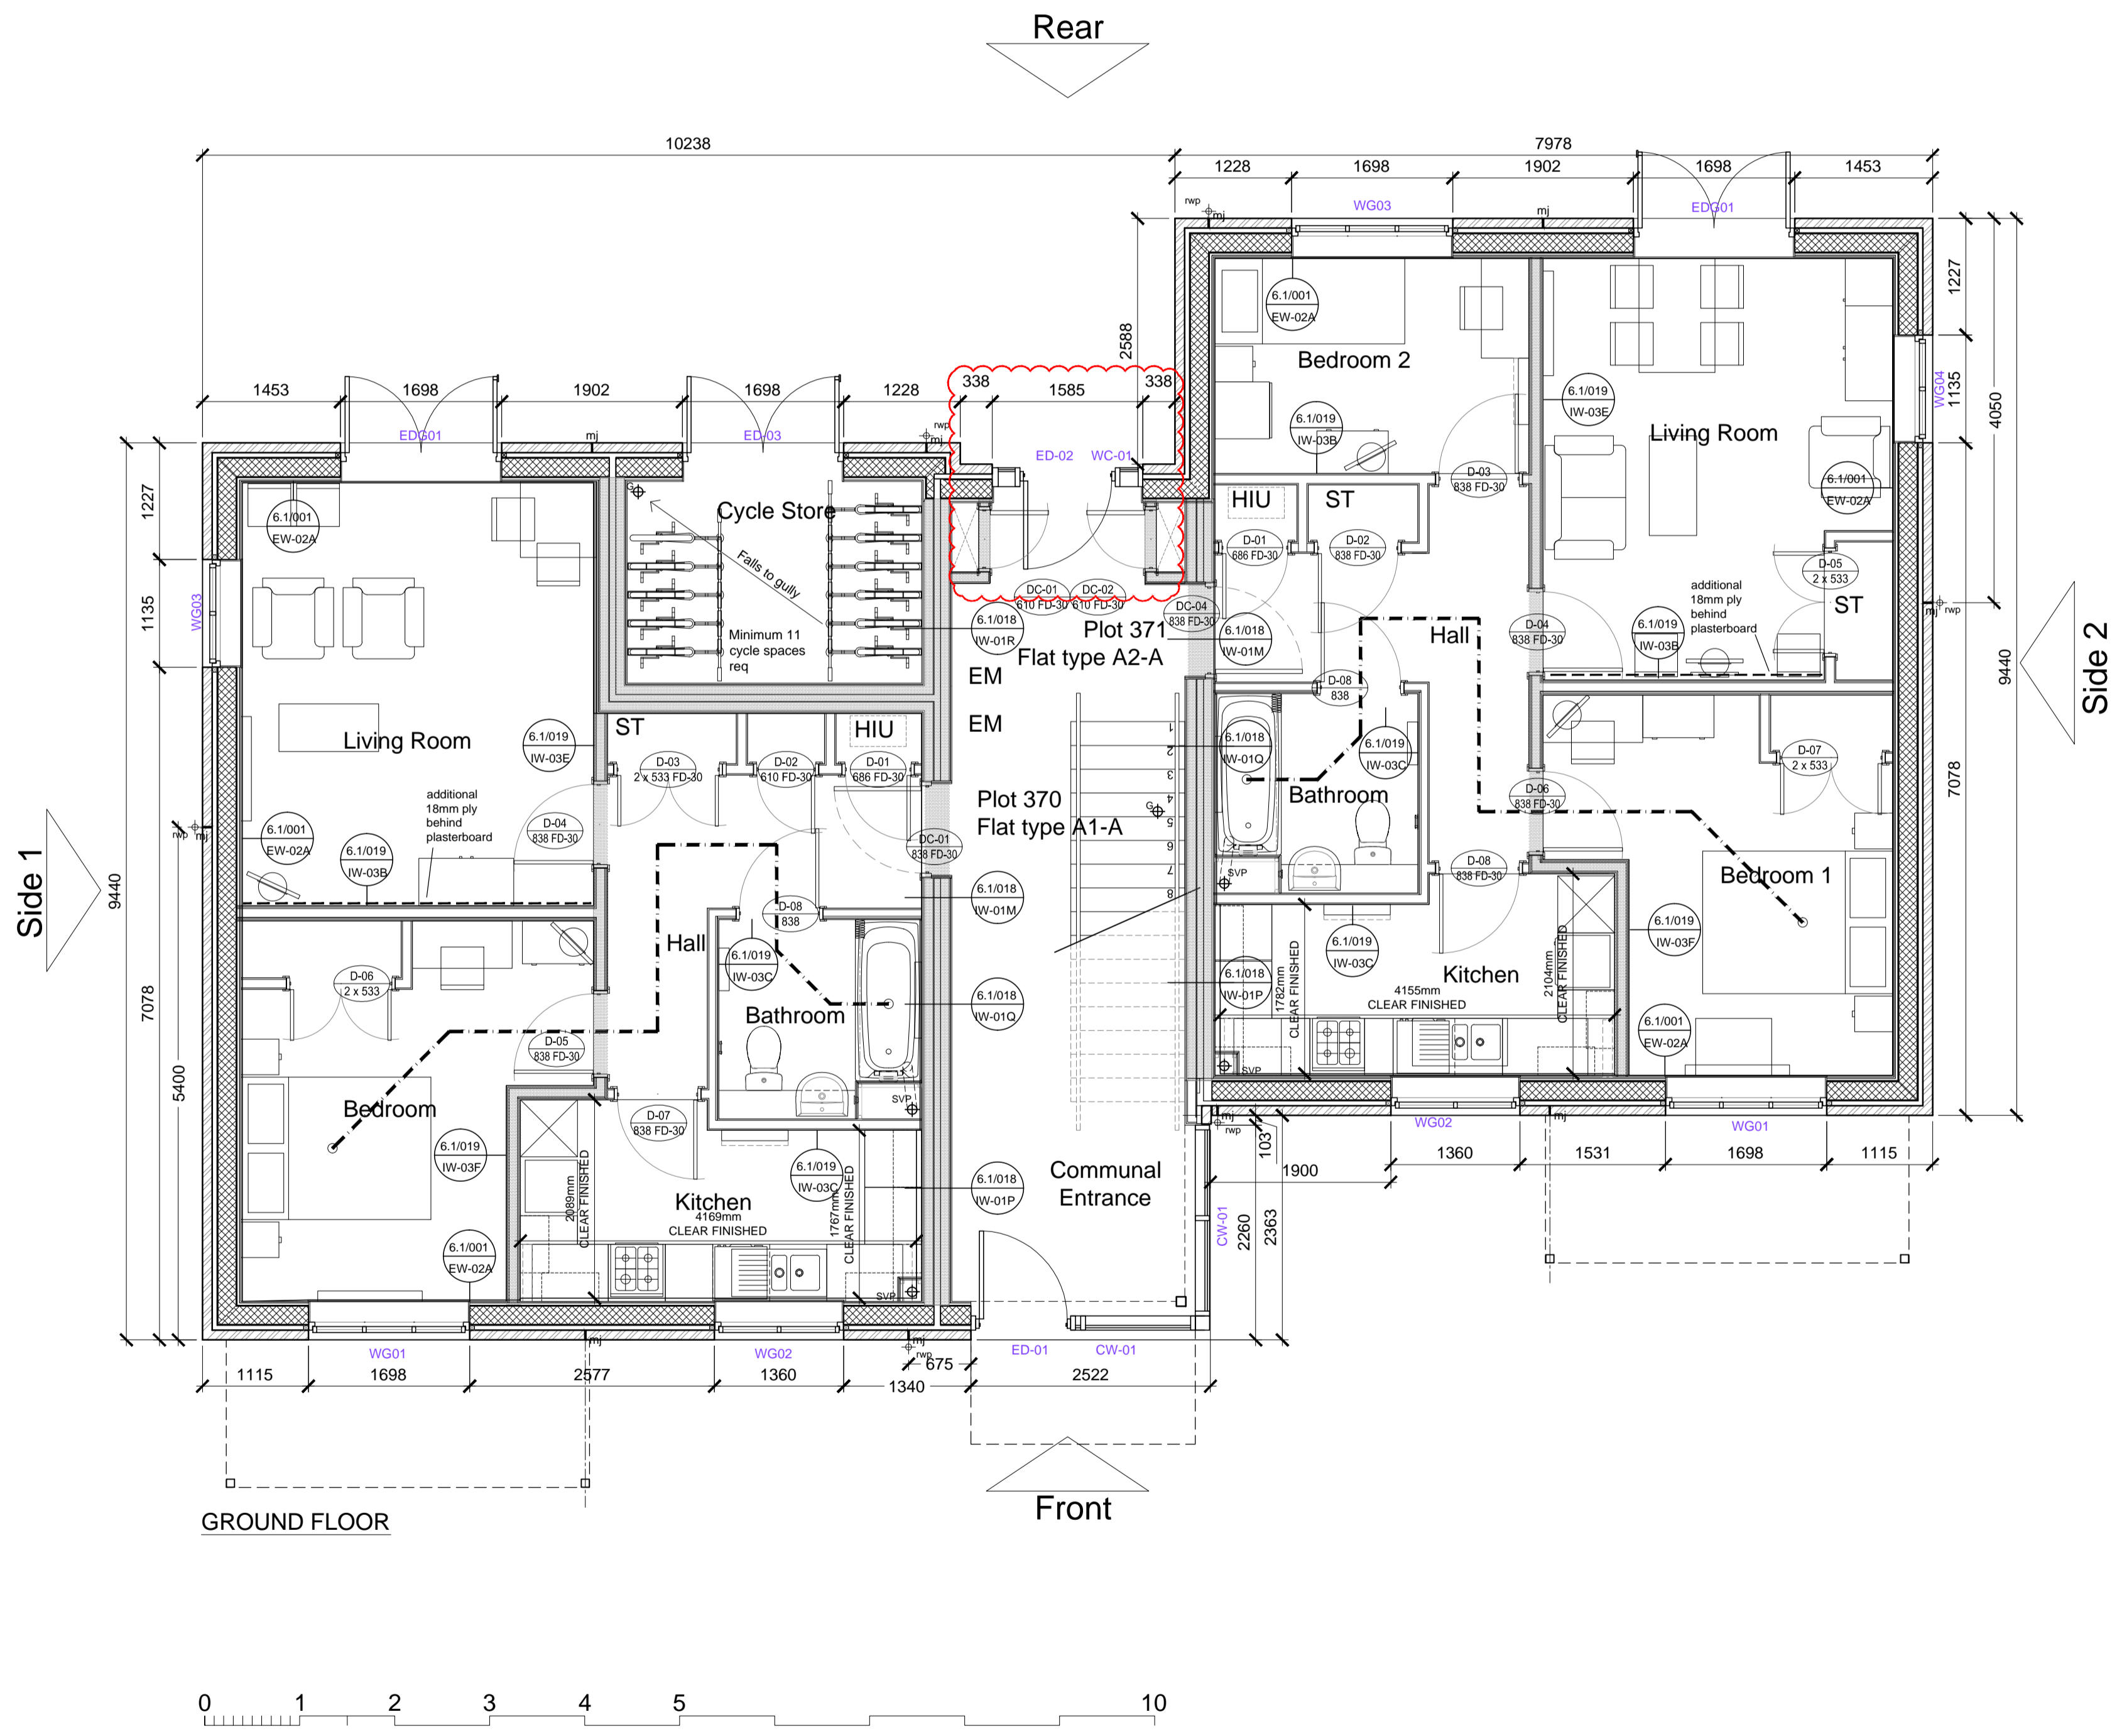 Rear
10238
7978
1228
1698
1902
1698
1453
rwp
mj
WG03
mj
EDG01
2588
1227
1135
WG04
4050
9440
7078
6.1/001
EW-02A
Bedroom 2
6.1/019
IW-03B
6.1/019
IW-03E
Living Room
6.1/001
EW-02A
1453
1698
1902
1698
1228
338
1585
338
EDG01
mj
ED-03
rwp
mj
ED-02
WC-01
D-03
838 FD-30
HIU
ST
D-01
686 FD-30
D-02
838 FD-30
D-05
2 x 533
ST
additional
18mm ply
behind
plasterboard
6.1/019
IW-03B
D-04
838 FD-30
Hall
mj
rwp
Side 2
1227
1135
WG03
7078
9440
5400
6.1/001
EW-02A
G
Cycle Store
Falls to gully
Minimum 11
cycle spaces
req
DC-01
610 FD-30
DC-02
610 FD-30
DC-04
838 FD-30
6.1/018
IW-01R
Plot 371
Flat type A2-A
6.1/018
IW-01M
EM
EM
D-08
838
Living Room
6.1/019
IW-03E
ST
HIU
D-03
2 x 533 FD-30
D-02
610 FD-30
D-01
686 FD-30
1
2
3
4
5
6
7
8
G
6.1/018
IW-01Q
6.1/019
IW-03C
Bathroom
D-07
2 x 533
D-06
838 FD-30
additional
18mm ply
behind
plasterboard
D-04
838 FD-30
Plot 370
Flat type A1-A
DC-01
838 FD-30
rwp
mj
6.1/001
EW-02A
6.1/019
IW-03B
SVP
D-08
838 FD-30
Bedroom 1
Side 1
6.1/018
IW-01M
D-08
838
Hall
6.1/019
IW-03C
6.1/019
IW-03C
6.1/019
IW-03F
D-06
2 x 533
Bathroom
6.1/018
IW-01Q
6.1/018
IW-01P
1782mm
CLEAR FINISHED
Kitchen
4155mm
CLEAR FINISHED
2104mm
CLEAR FINISHED
D-05
838 FD-30
6.1/001
EW-02A
SVP
Bedroom
SVP
D-07
838 FD-30
mj
rwp
103
WG02
mj
WG01
1360
1531
1698
1115
1900
6.1/019
IW-03F
2089mm
CLEAR FINISHED
Kitchen
4169mm
CLEAR FINISHED
6.1/019
IW-03C
1767mm
CLEAR FINISHED
6.1/018
IW-01P
Communal
Entrance
CW-01
2260
2363
6.1/001
EW-02A
SVP
WG01
mj
WG02
mj
rwp
675
ED-01
CW-01
1115
1698
2577
1360
1340
2522
Front
GROUND FLOOR
0
1
2
3
4
5
10